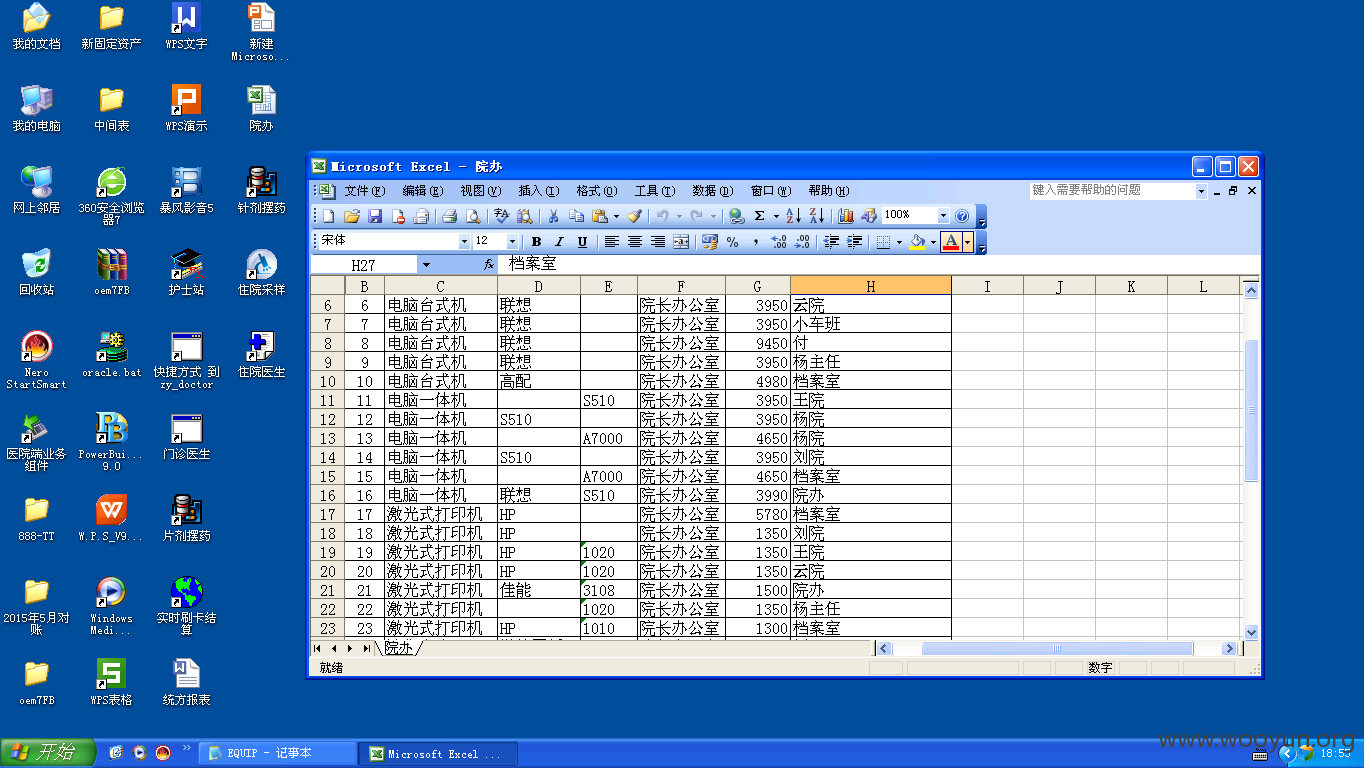 我的文档 新固定资产 WPS文字 新建 Microso...
我的电脑 中间表 WPS演示 院办
网上邻居 360安全浏览器7 暴风影音5 针剂摆药
回收站 oem7FB 护士站 住院采样
Nero StartSmart oracle.bat 快捷方式 到 zy_doctor 住院医生
医院端业务组件 PowerBui... 9.0 门诊医生
888-TT W.P.S_V9... 片剂摆药
2015年5月对账 Windows Medi... 实时刷卡结算
oem7FB WPS表格 统方报表
Microsoft Excel - 院办
文件(F) 编辑(E) 视图(V) 插入(I) 格式(O) 工具(T) 数据(D) 窗口(W) 帮助(H) 键入需要帮助的问题
100%
宋体 12 B I U
H27 fx 档案室
B C D E F G H I J K L
6 6 电脑台式机 联想 院长办公室 3950 云院
7 7 电脑台式机 联想 院长办公室 3950 小车班
8 8 电脑台式机 联想 院长办公室 9450 付
9 9 电脑台式机 联想 院长办公室 3950 杨主任
10 10 电脑台式机 高配 院长办公室 4980 档案室
11 11 电脑一体机 S510 院长办公室 3950 王院
12 12 电脑一体机 S510 院长办公室 3950 杨院
13 13 电脑一体机 A7000 院长办公室 4650 杨院
14 14 电脑一体机 S510 院长办公室 3950 刘院
15 15 电脑一体机 A7000 院长办公室 4650 档案室
16 16 电脑一体机 联想 S510 院长办公室 3990 院办
17 17 激光式打印机 HP 院长办公室 5780 档案室
18 18 激光式打印机 HP 院长办公室 1350 刘院
19 19 激光式打印机 HP 1020 院长办公室 1350 王院
20 20 激光式打印机 HP 1020 院长办公室 1350 云院
21 21 激光式打印机 佳能 3108 院长办公室 1500 院办
22 22 激光式打印机 1020 院长办公室 1350 杨主任
23 23 激光式打印机 HP 1010 院长办公室 1300 档案室
院办
就绪 数字
开始 EQUIP - 记事本 Microsoft Excel ... 18:55
www.wooyun.org